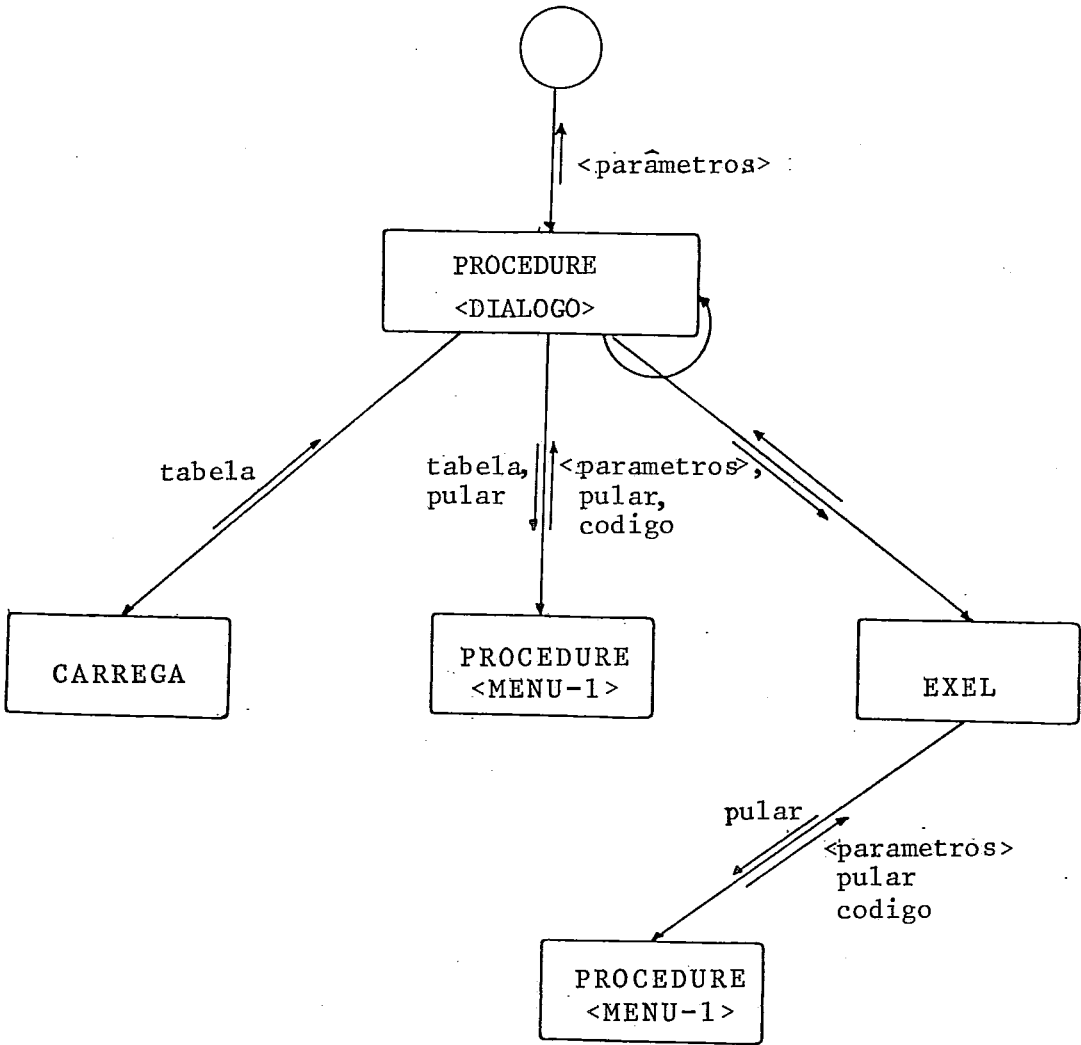 <parâmetros>
PROCEDURE
<DIALOGO>
tabela
tabela,
pular
<parametros>,
pular,
codigo
CARREGA
PROCEDURE
<MENU-1>
EXEL
pular
<parametros>
pular
codigo
PROCEDURE
<MENU-1>